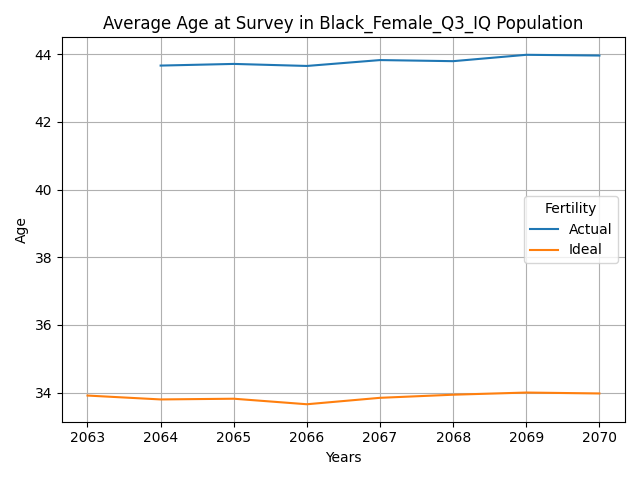 Average Age at Survey in Black_Female_Q3_IQ Population
44
42
40
38
36
34
Age
Fertility
Actual
Ideal
2063 2064 2065 2066 2067 2068 2069 2070
Years